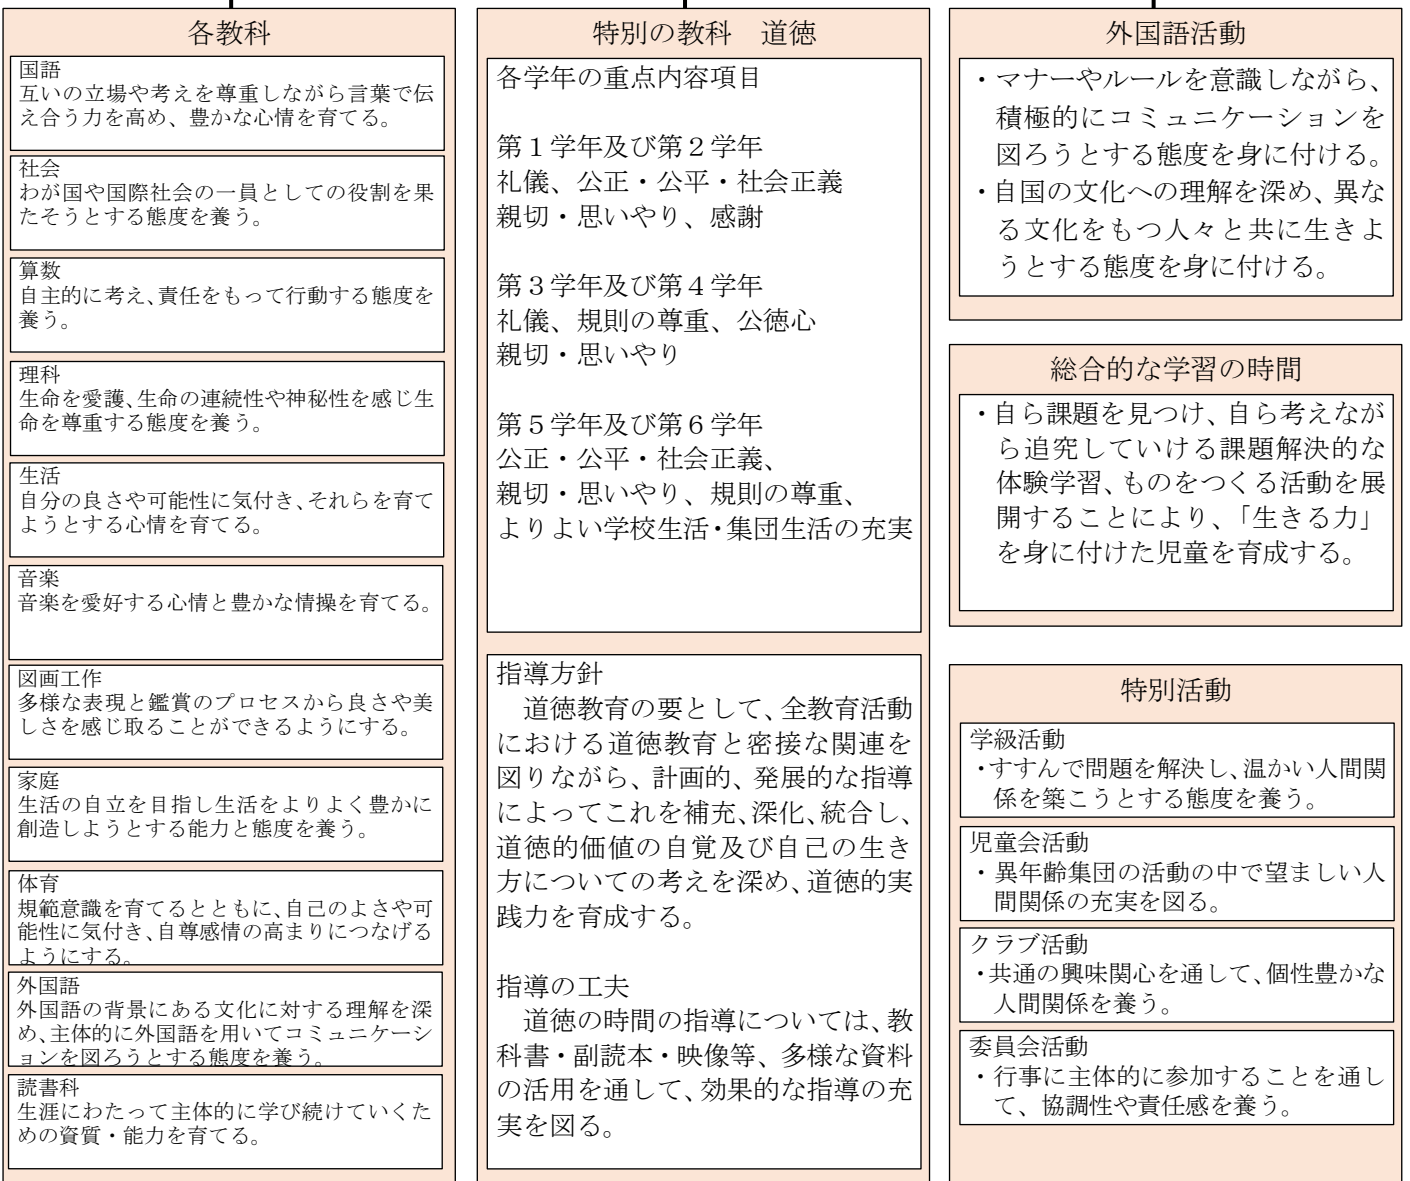 各教科
国語
互いの立場や考えを尊重しながら言葉で伝
え合う力を高め、豊かな心情を育てる。
社会
わが国や国際社会の一員としての役割を果
たそうとする態度を養う。
算数
自主的に考え、責任をもって行動する態度を
養う。
理科
生命を愛護、生命の連続性や神秘性を感じ生
命を尊重する態度を養う。
生活
自分の良さや可能性に気付き、それらを育て
ようとする心情を育てる。
音楽
音楽を愛好する心情と豊かな情操を育てる。
図画工作
多様な表現と鑑賞のプロセスから良さや美
しさを感じ取ることができるようにする。
家庭
生活の自立を目指し生活をよりよく豊かに
創造しようとする能力と態度を養う。
体育
規範意識を育てるとともに、自己のよさや可
能性に気付き、自尊感情の高まりにつなげる
ようにする。
外国語
外国語の背景にある文化に対する理解を深
め、主体的に外国語を用いてコミュニケーシ
ョンを図ろうとする態度を養う。
読書科
生涯にわたって主体的に学び続けていくた
めの資質・能力を育てる。
特別の教科　道徳
各学年の重点内容項目
第１学年及び第２学年
礼儀、公正・公平・社会正義
親切・思いやり、感謝
第３学年及び第４学年
礼儀、規則の尊重、公徳心
親切・思いやり
第５学年及び第６学年
公正・公平・社会正義、
親切・思いやり、規則の尊重、
よりよい学校生活・集団生活の充実
指導方針
道徳教育の要として、全教育活動
における道徳教育と密接な関連を
図りながら、計画的、発展的な指導
によってこれを補充、深化、統合し、
道徳的価値の自覚及び自己の生き
方についての考えを深め、道徳的実
践力を育成する。
指導の工夫
道徳の時間の指導については、教
科書・副読本・映像等、多様な資料
の活用を通して、効果的な指導の充
実を図る。
外国語活動
・マナーやルールを意識しながら、
積極的にコミュニケーションを
図ろうとする態度を身に付ける。
・自国の文化への理解を深め、異な
る文化をもつ人々と共に生きよ
うとする態度を身に付ける。
総合的な学習の時間
・自ら課題を見つけ、自ら考えなが
ら追究していける課題解決的な
体験学習、ものをつくる活動を展
開することにより、「生きる力」
を身に付けた児童を育成する。
特別活動
学級活動
・すすんで問題を解決し、温かい人間関
係を築こうとする態度を養う。
児童会活動
・異年齢集団の活動の中で望ましい人
間関係の充実を図る。
クラブ活動
・共通の興味関心を通して、個性豊かな
人間関係を養う。
委員会活動
・行事に主体的に参加することを通し
て、協調性や責任感を養う。